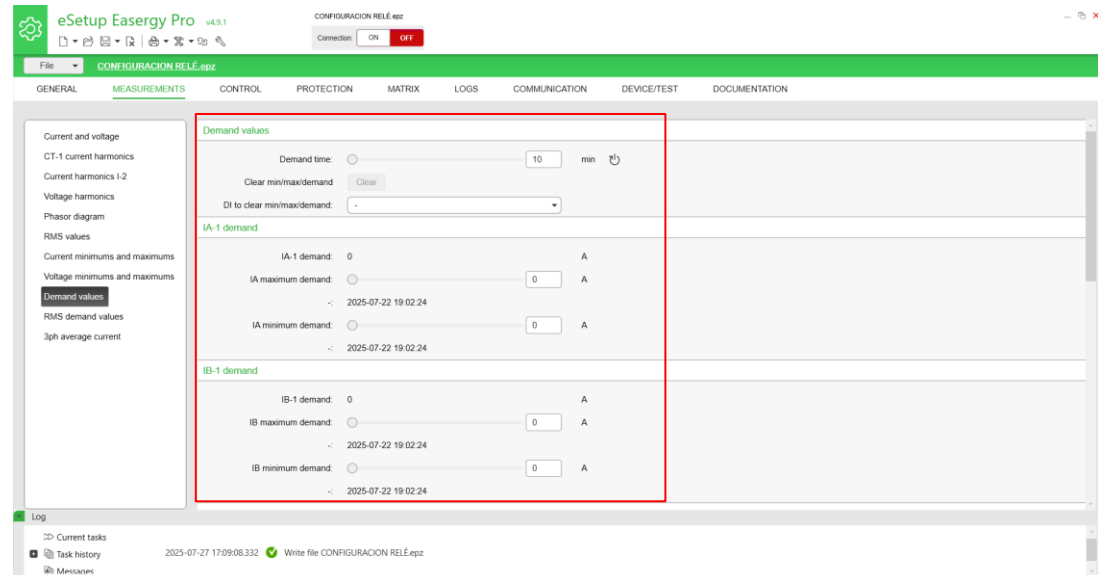 eSetup Easergy Pro v4.9.1
CONFIGURACION RELÉ.epz
Connection: ON OFF
File CONFIGURACION RELÉ.epz
GENERAL MEASUREMENTS CONTROL PROTECTION MATRIX LOGS COMMUNICATION DEVICE/TEST DOCUMENTATION
Current and voltage
CT-1 current harmonics
Current harmonics I-2
Voltage harmonics
Phasor diagram
RMS values
Current minimums and maximums
Voltage minimums and maximums
Demand values
RMS demand values
3ph average current
Demand values
Demand time: 10 min
Clear min/max/demand Clear
DI to clear min/max/demand: -
IA-1 demand
IA-1 demand: 0 A
IA maximum demand: 0 A
-: 2025-07-22 19:02:24
IA minimum demand: 0 A
-: 2025-07-22 19:02:24
IB-1 demand
IB-1 demand: 0 A
IB maximum demand: 0 A
-: 2025-07-22 19:02:24
IB minimum demand: 0 A
-: 2025-07-22 19:02:24
Log
Current tasks
Task history 2025-07-27 17:09:08.332 Write file CONFIGURACION RELÉ.epz
Messages